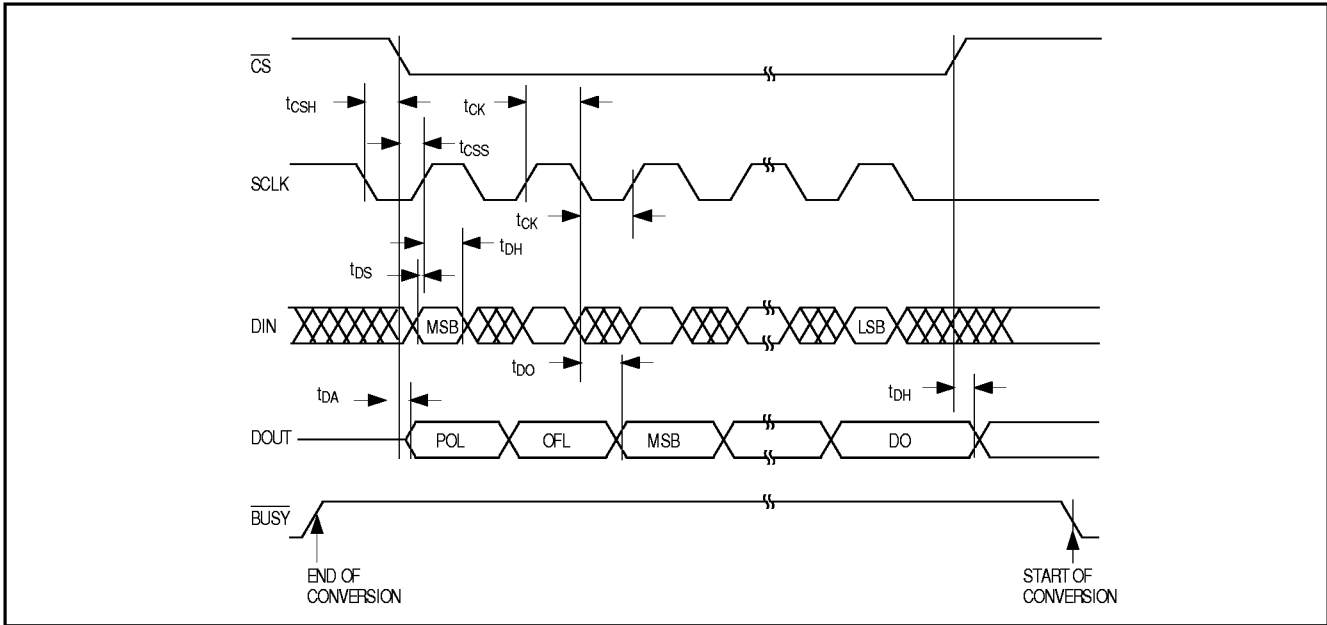 CS
tCSH
tCK
tCSS
SCLK
tCK
tDH
tDS
DIN
MSB
LSB
tDO
tDH
tDA
DOUT
POL
OFL
MSB
DO
BUSY
END OF
CONVERSION
START OF
CONVERSION